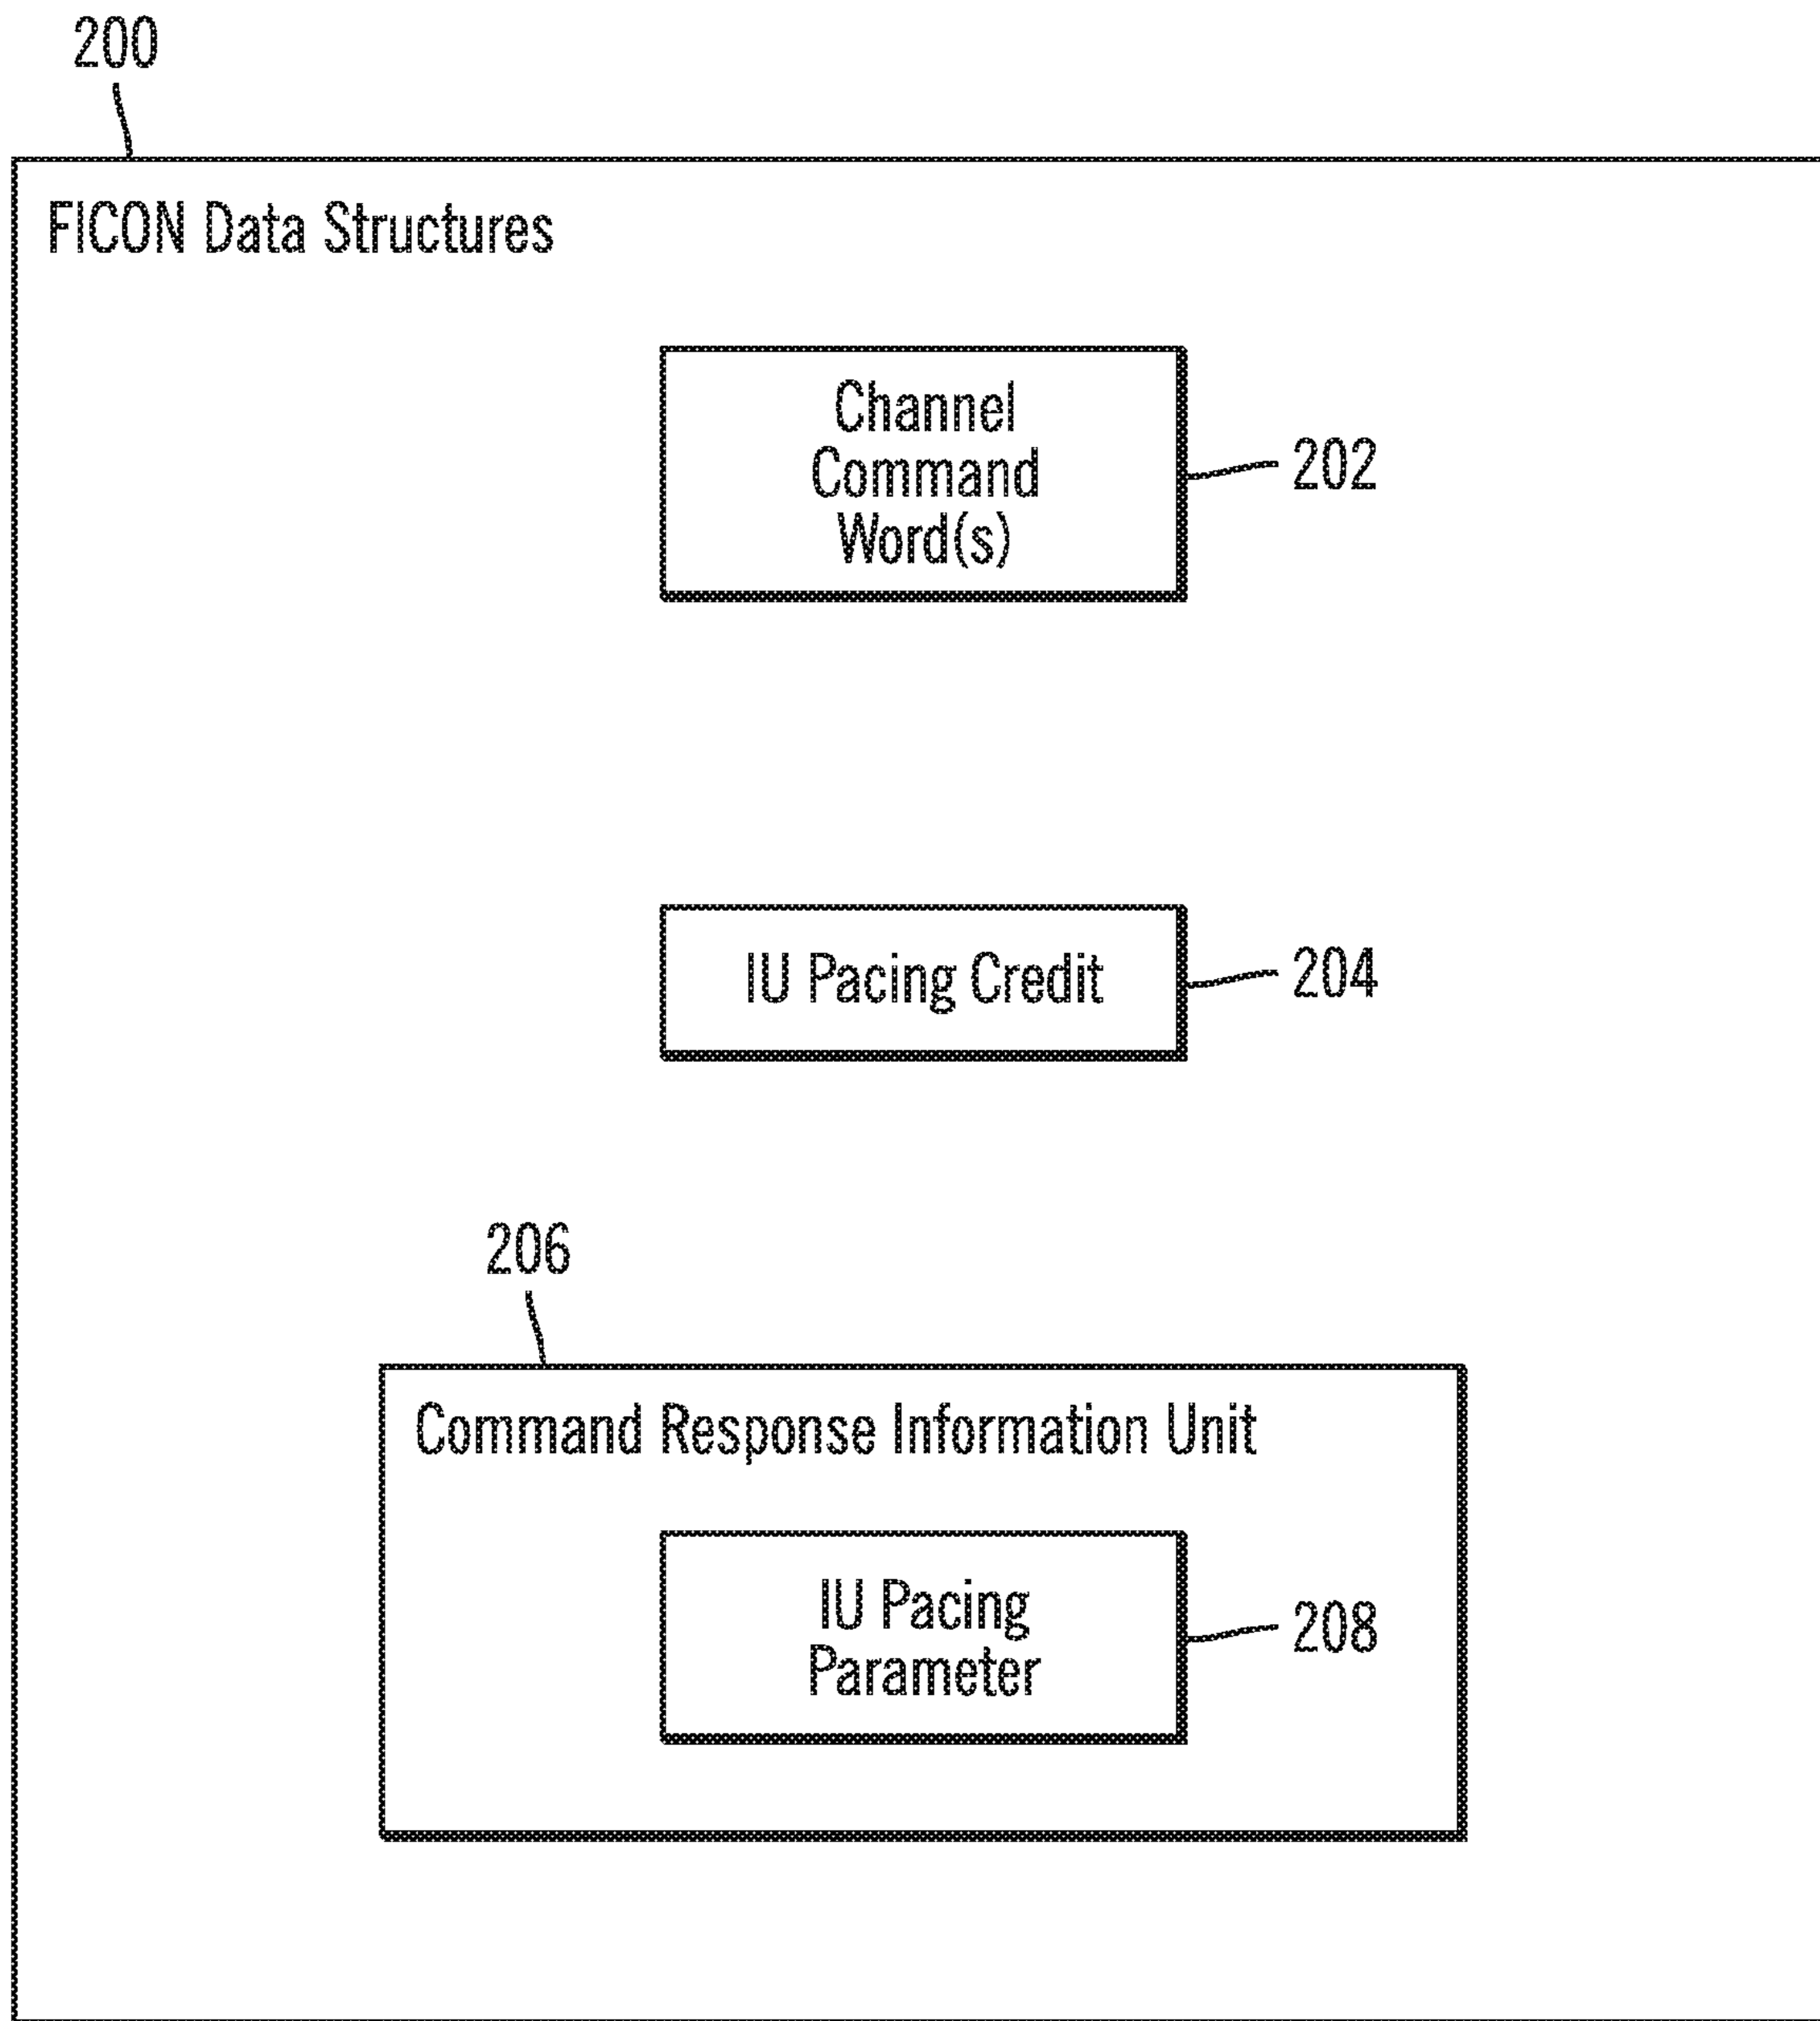 200
FICON Data Structures
Channel
Command
Word(s)
202
IU Pacing Credit
204
206
Command Response Information Unit
IU Pacing
Parameter
208